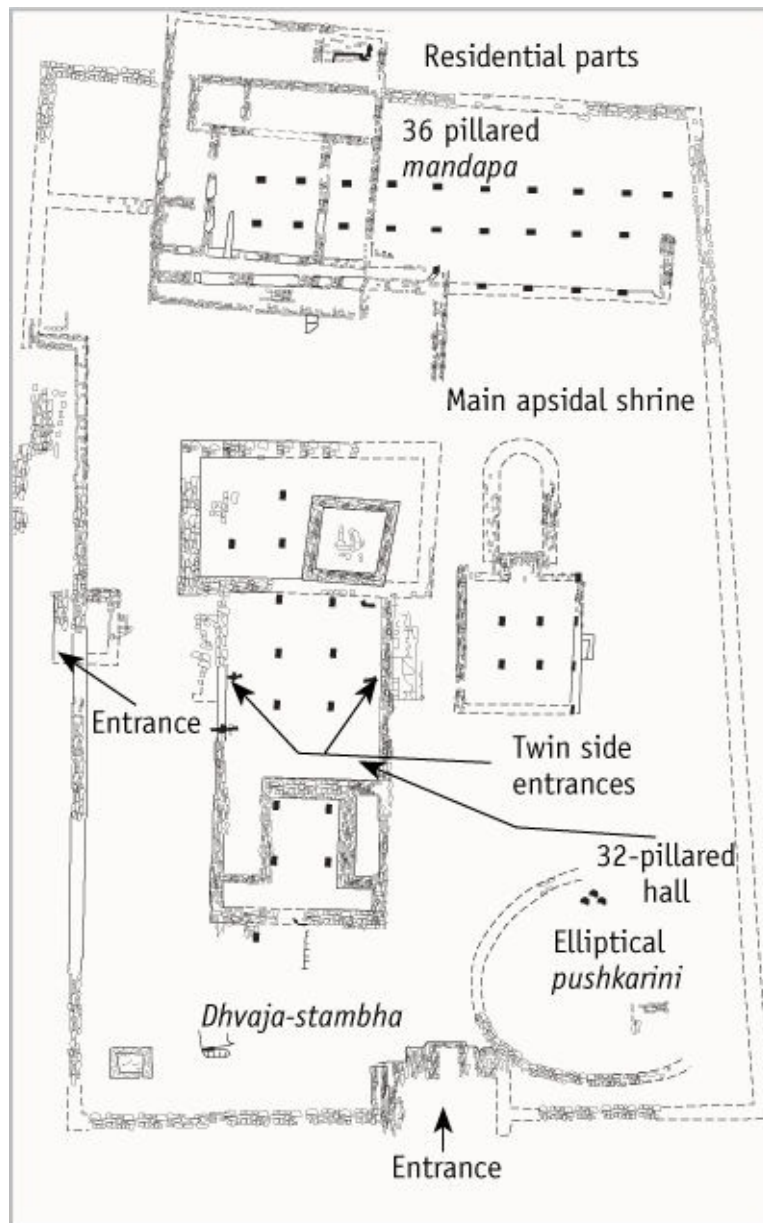 Residential parts
36 pillared
mandapa
Main apsidal shrine
Entrance
Twin side
entrances
32-pillared
hall
Elliptical
pushkarini
Dhvaja-stambha
Entrance